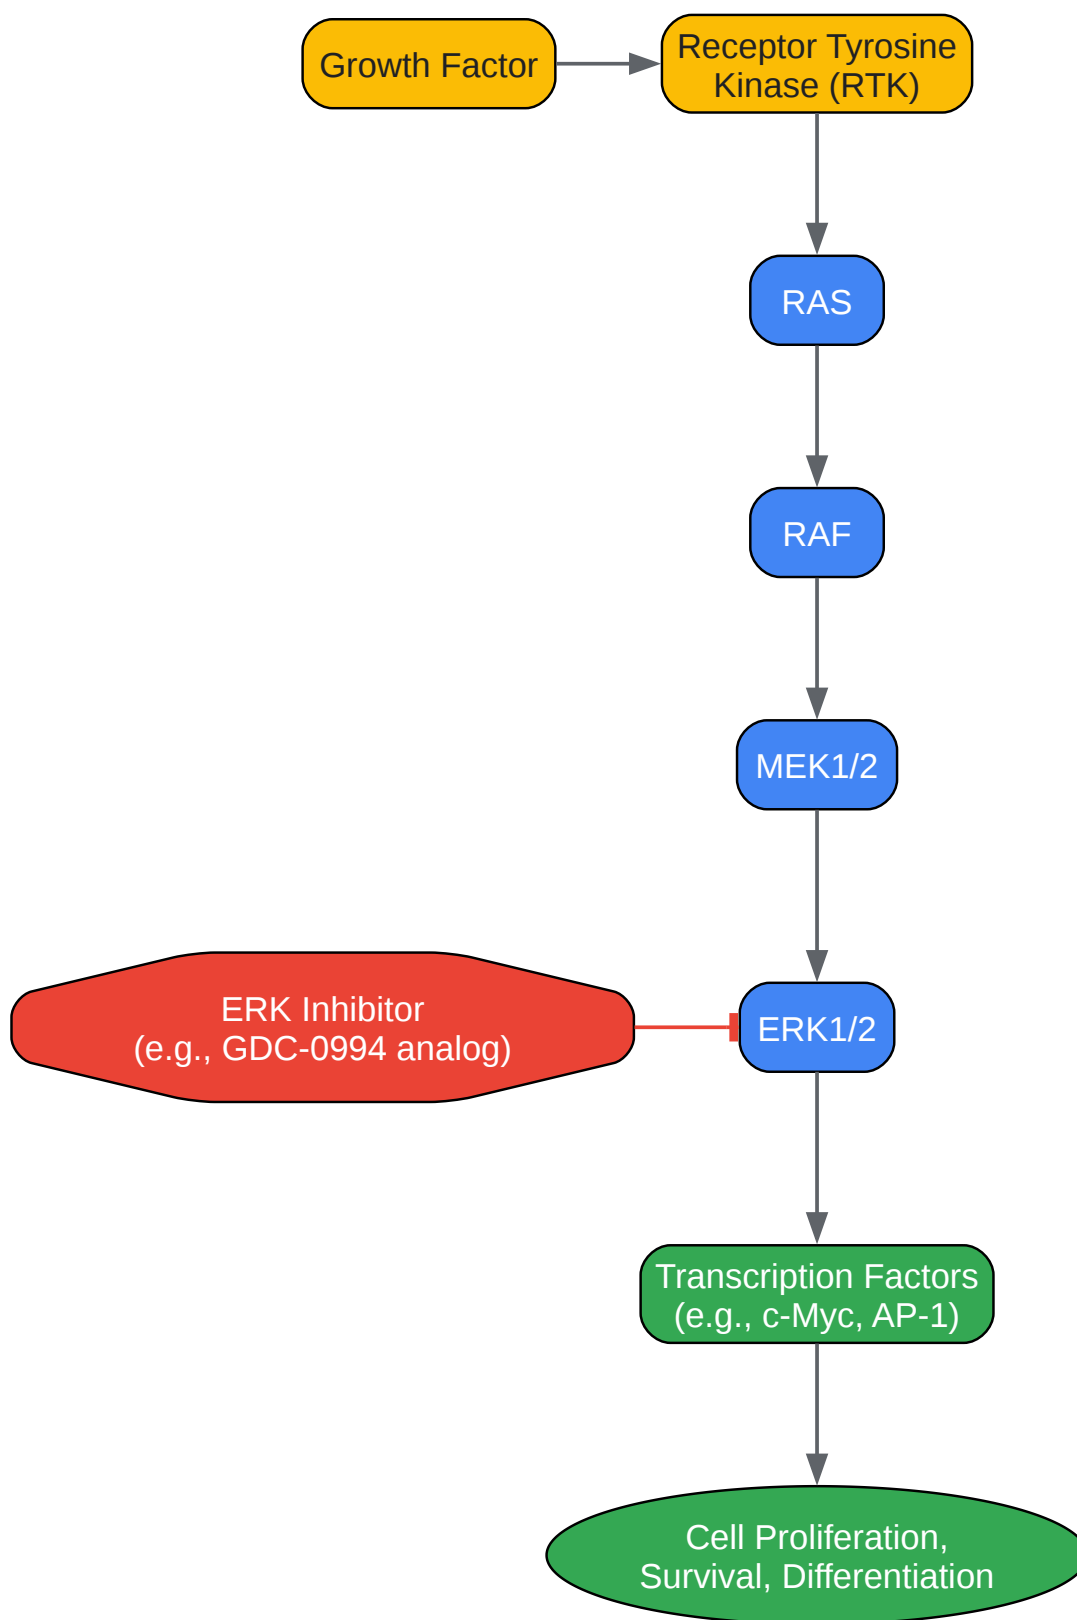 Growth Factor
Receptor Tyrosine
Kinase (RTK)
RAS
RAF
MEK1/2
ERK Inhibitor
(e.g., GDC-0994 analog)
ERK1/2
Transcription Factors
(e.g., c-Myc, AP-1)
Cell Proliferation,
Survival, Differentiation